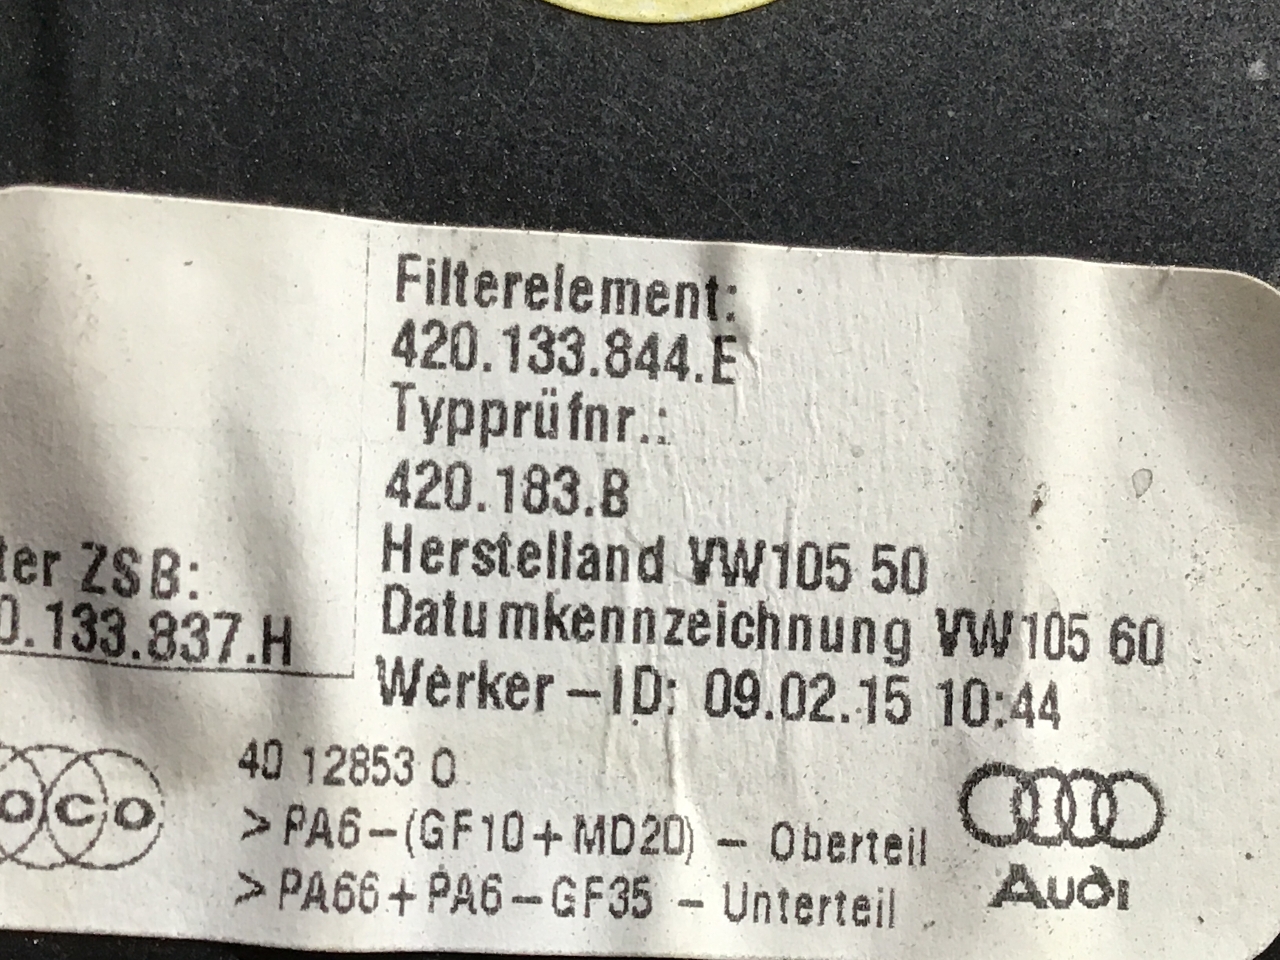 Filterelement:
420.133.844.E
Typprüfnr.:
420.183.B
Herstelland VW105 50
ter ZSB:
Datumkennzeichnung VW105 60
0.133.837.H
Werker-ID: 09.02.15 10:44
40 12853 0
oco
>PA6-(GF10+MD20) - Oberteil
>PA66+PA6-GF35 - Unterteil
Audi